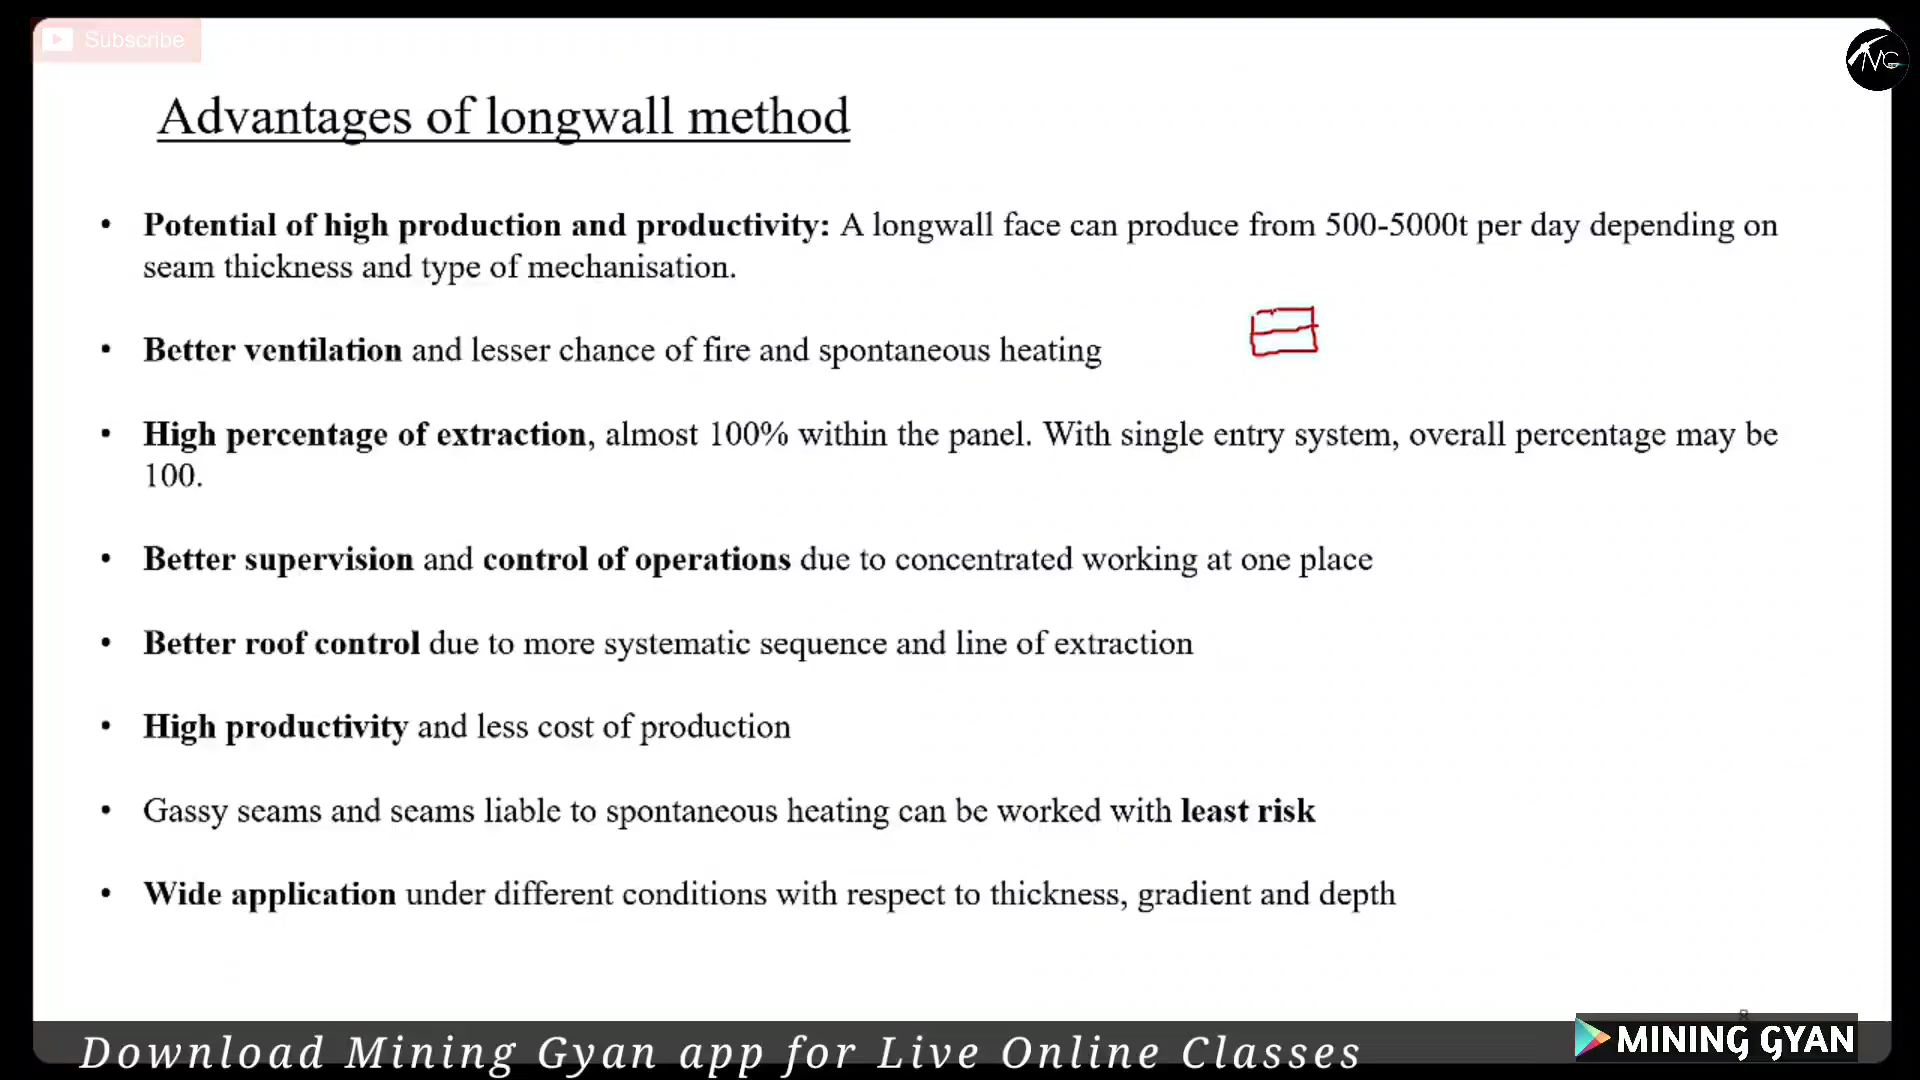 Subscribe
Advantages of longwall method
• Potential of high production and productivity: A longwall face can produce from 500-5000t per day depending on
seam thickness and type of mechanisation.
• Better ventilation and lesser chance of fire and spontaneous heating
• High percentage of extraction, almost 100% within the panel. With single entry system, overall percentage may be
100.
• Better supervision and control of operations due to concentrated working at one place
• Better roof control due to more systematic sequence and line of extraction
• High productivity and less cost of production
• Gassy seams and seams liable to spontaneous heating can be worked with least risk
• Wide application under different conditions with respect to thickness, gradient and depth
8
Download Mining Gyan app for Live Online Classes
MINING GYAN